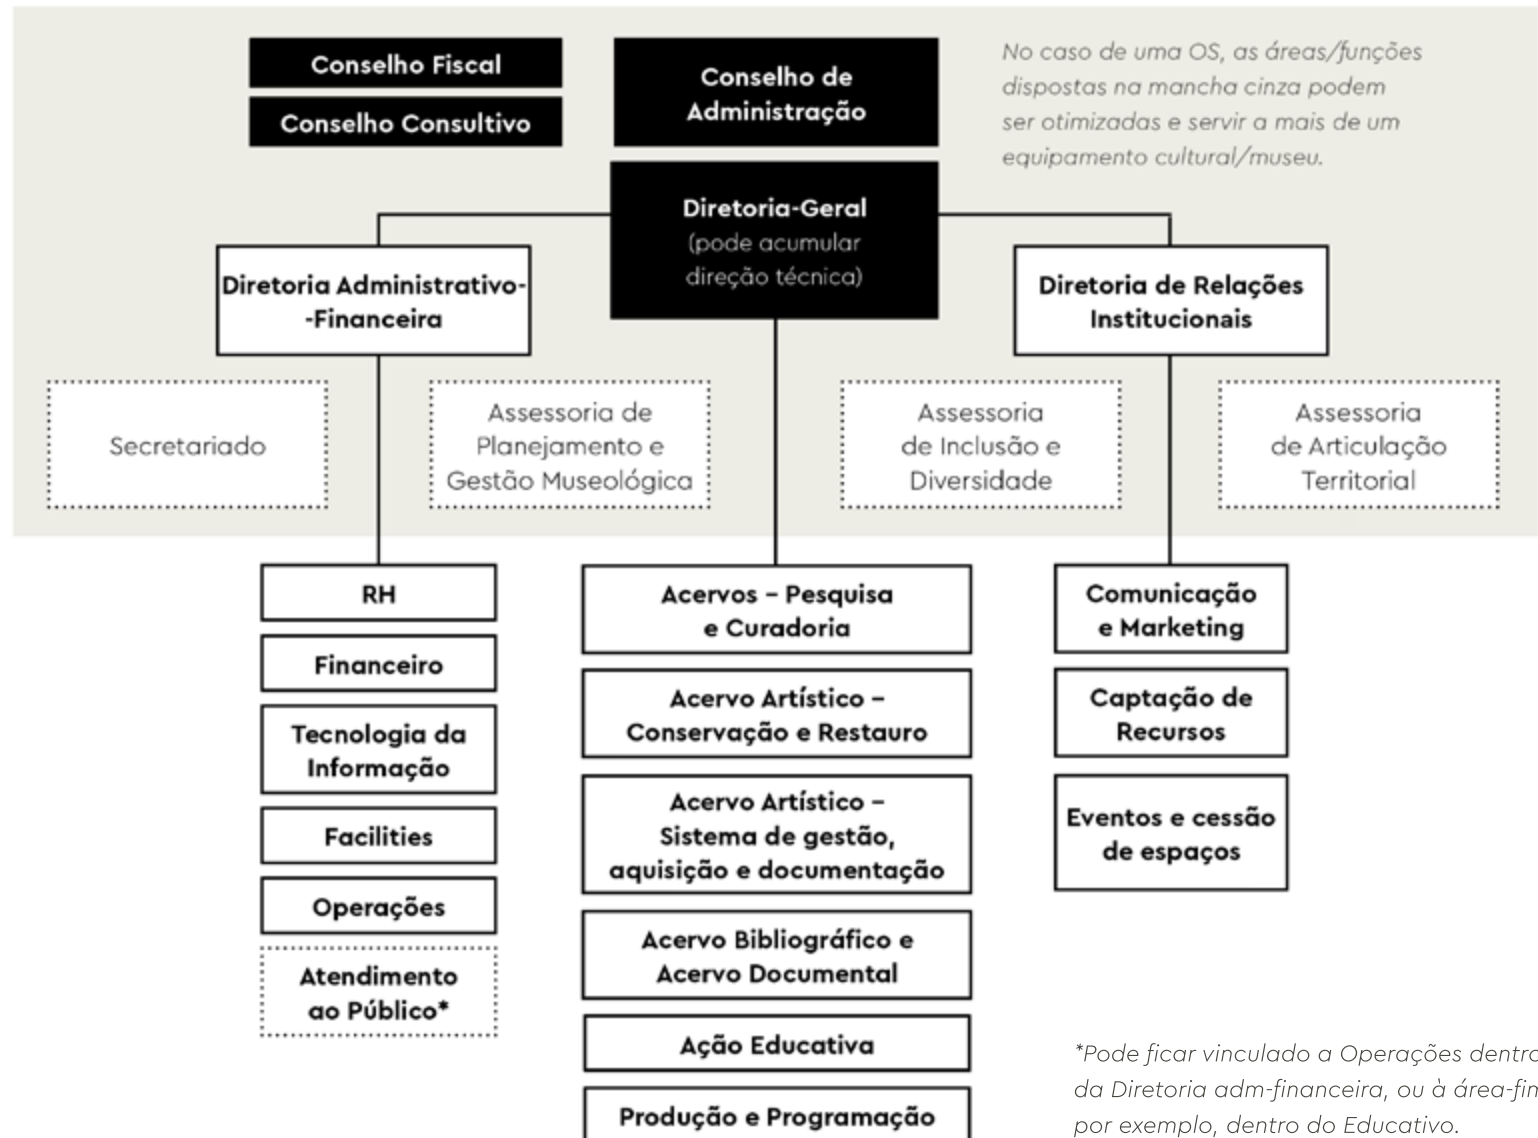 Conselho Fiscal
Conselho Consultivo
Conselho de
Administração
No caso de uma OS, as áreas/funções
dispostas na mancha cinza podem
ser otimizadas e servir a mais de um
equipamento cultural/museu.
Diretoria-Geral
(pode acumular
direção técnica)
Diretoria Administrativo-
-Financeira
Diretoria de Relações
Institucionais
Secretariado
Assessoria de
Planejamento e
Gestão Museológica
Assessoria
de Inclusão e
Diversidade
Assessoria
de Articulação
Territorial
RH
Financeiro
Tecnologia da
Informação
Facilities
Operações
Atendimento
ao Público*
Acervos – Pesquisa
e Curadoria
Acervo Artístico –
Conservação e Restauro
Acervo Artístico –
Sistema de gestão,
aquisição e documentação
Acervo Bibliográfico e
Acervo Documental
Ação Educativa
Produção e Programação
Comunicação
e Marketing
Captação de
Recursos
Eventos e cessão
de espaços
*Pode ficar vinculado a Operações dentro
da Diretoria adm-financeira, ou à área-fim
por exemplo, dentro do Educativo.